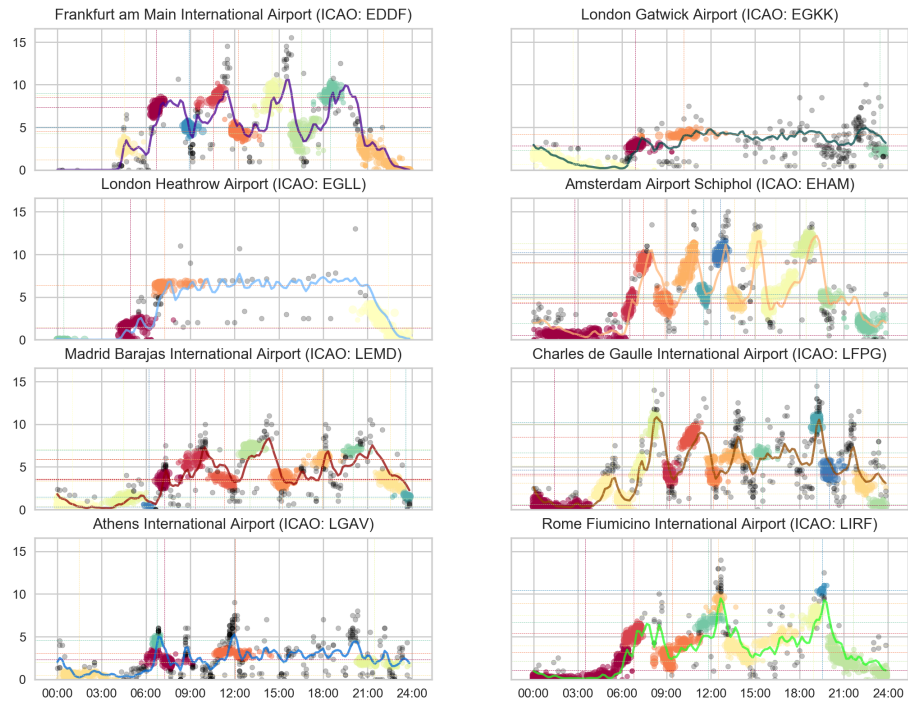 Frankfurt am Main International Airport (ICAO: EDDF)
London Gatwick Airport (ICAO: EGKK)
15
10
5
0
London Heathrow Airport (ICAO: EGLL)
Amsterdam Airport Schiphol (ICAO: EHAM)
15
10
5
0
Madrid Barajas International Airport (ICAO: LEMD)
Charles de Gaulle International Airport (ICAO: LFPG)
15
10
5
0
Athens International Airport (ICAO: LGAV)
Rome Fiumicino International Airport (ICAO: LIRF)
15
10
5
0
00:00 03:00 06:00 09:00 12:00 15:00 18:00 21:00 24:00
00:00 03:00 06:00 09:00 12:00 15:00 18:00 21:00 24:00